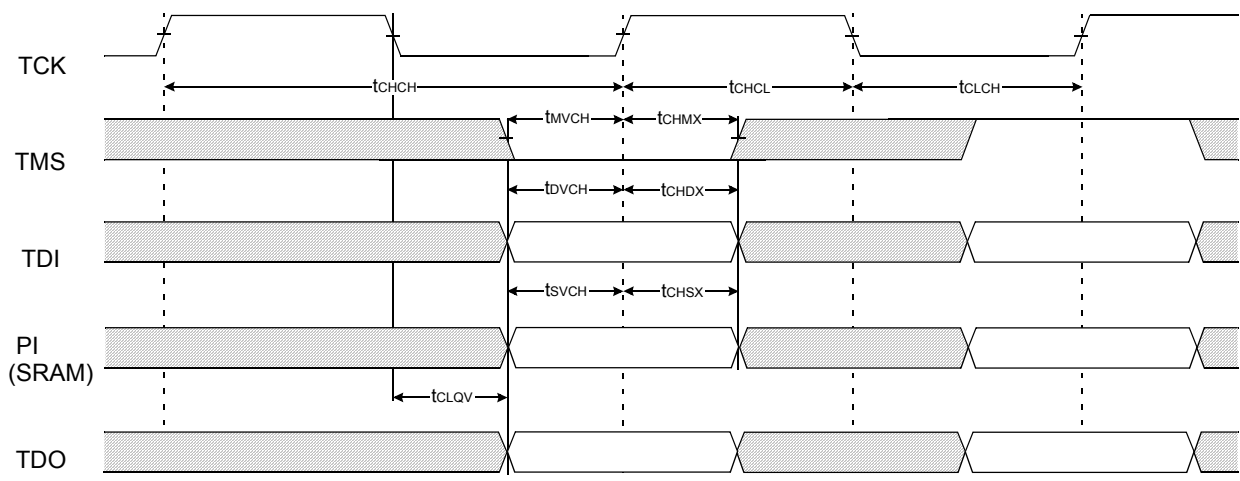 TCK
tCHCH
tCHCL
tCLCH
tMVCH
tCHMX
TMS
tDVCH
tCHDX
TDI
tSVCH
tCHSX
PI
(SRAM)
tCLQV
TDO